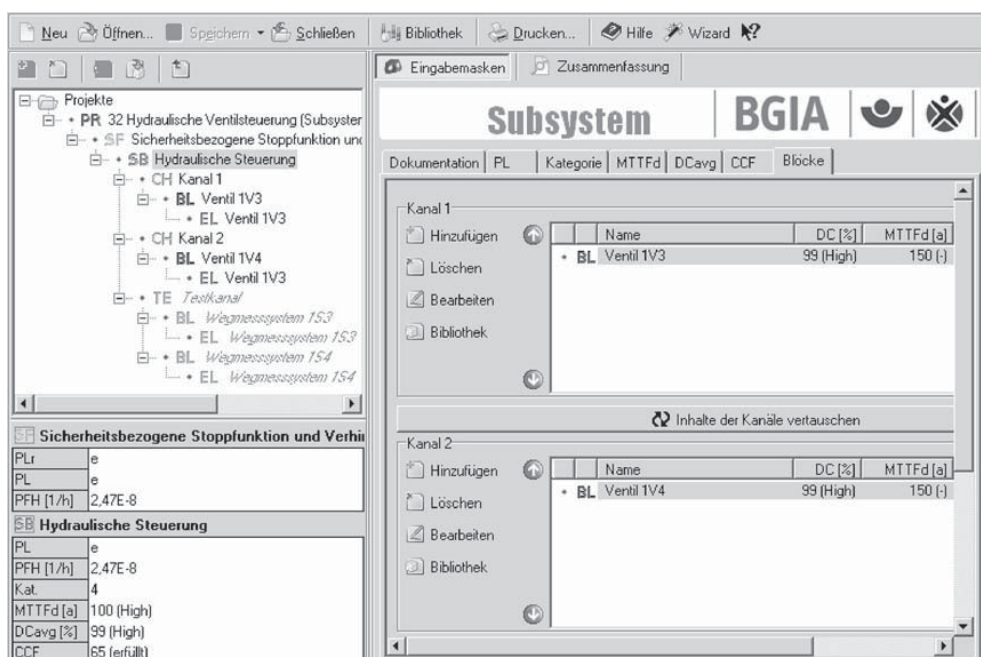 Neu Öffnen... Speichern Schließen Bibliothek Drucken... Hilfe Wizard
Eingabemasken Zusammenfassung
Projekte
PR 32 Hydraulische Ventilsteuerung (Subsyster
SF Sicherheitsbezogene Stoppfunktion und
SB Hydraulische Steuerung
CH Kanal 1
BL Ventil 1V3
EL Ventil 1V3
CH Kanal 2
BL Ventil 1V4
EL Ventil 1V3
TE Testkanal
BL Wegmesssystem 1S3
EL Wegmesssystem 1S3
BL Wegmesssystem 1S4
EL Wegmesssystem 1S4
SF Sicherheitsbezogene Stoppfunktion und Verhi
PLr e
PL e
PFH [1/h] 2,47E-8
SB Hydraulische Steuerung
PL e
PFH [1/h] 2,47E-8
Kat. 4
MTTFd [a] 100 (High)
DCavg [%] 99 (High)
CCF 65 (erfüllt)
Subsystem BGIA
Dokumentation PL Kategorie MTTFd DCavg CCF Blöcke
Kanal 1
Hinzufügen
Löschen
Bearbeiten
Bibliothek
Name DC [%] MTTFd [a]
BL Ventil 1V3 99 (High) 150 (-)
Inhalte der Kanäle vertauschen
Kanal 2
Hinzufügen
Löschen
Bearbeiten
Bibliothek
Name DC [%] MTTFd [a]
BL Ventil 1V4 99 (High) 150 (-)